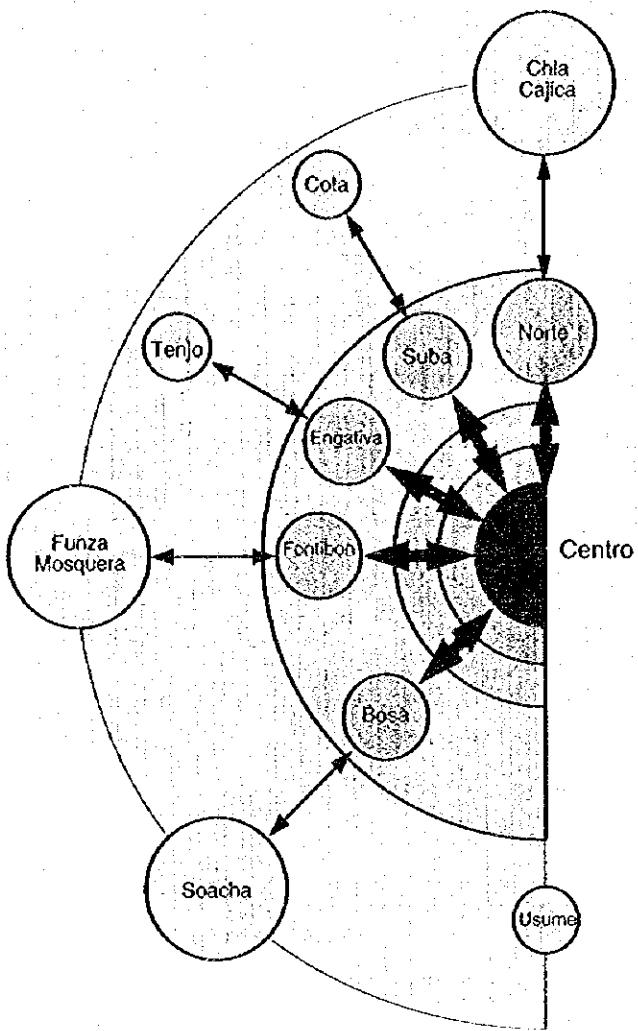 Chia
Cajica
Cota
Tenjo
Suba
Norte
Engativa
Funza
Mosquera
Fontibon
Centro
Bosa
Soacha
Usume